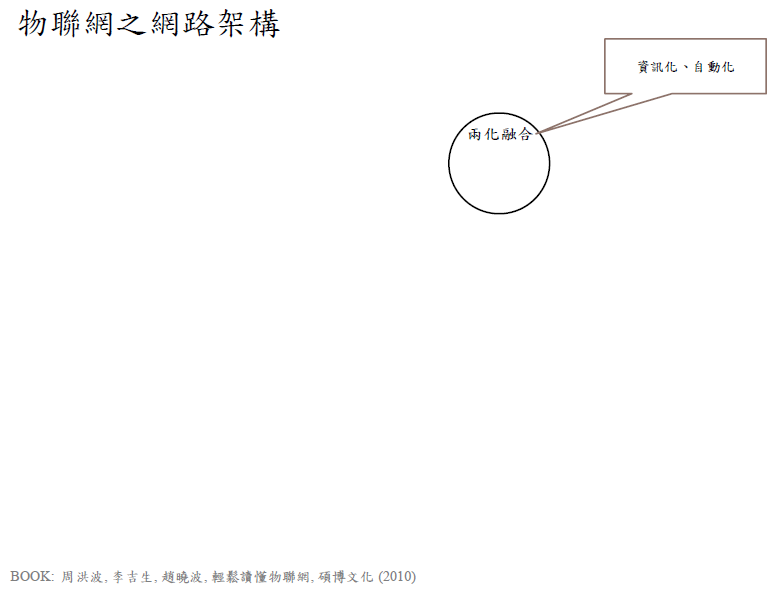 物聯網之網路架構
資訊化、自動化
兩化融合
BOOK: 周洪波, 李吉生, 趙曉波, 輕鬆讀懂物聯網, 碩博文化 (2010)